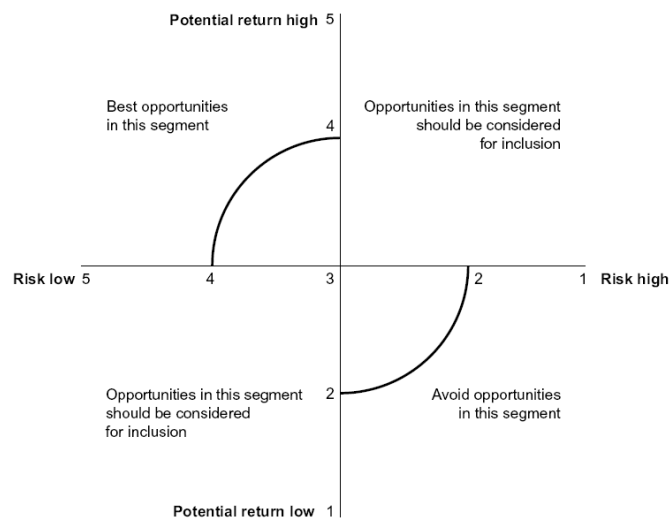 Potential return high 5
Best opportunities
in this segment
4
Opportunities in this segment
should be considered
for inclusion
Risk low 5 4 3 2 1 Risk high
Opportunities in this segment
should be considered
for inclusion
2
Avoid opportunities
in this segment
Potential return low 1